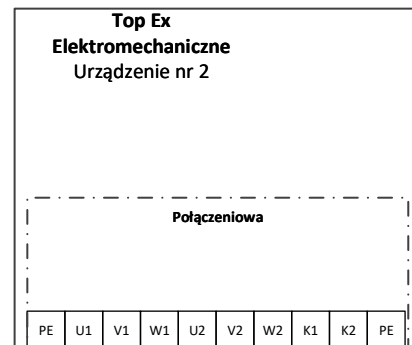 Top Ex
Elektromechaniczne
Urządzenie nr 2
Połączeniowa
PE U1 V1 W1 U2 V2 W2 K1 K2 PE